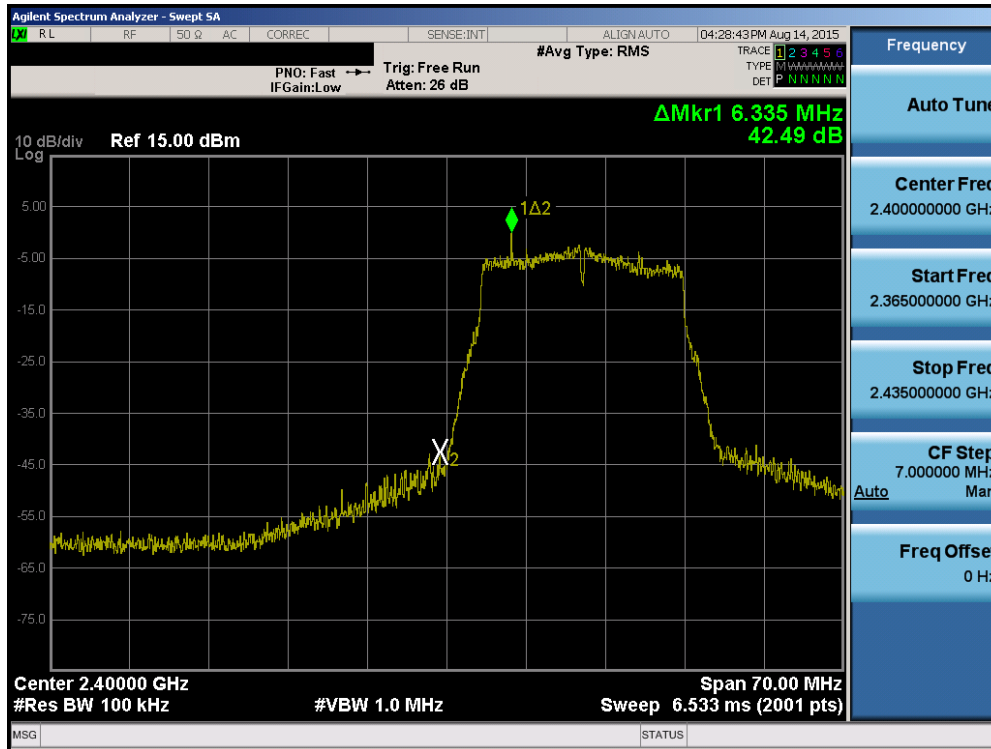 Agilent Spectrum Analyzer - Swept SA
LXI RL RF 50 Ω AC CORREC SENSE:INT ALIGN AUTO 04:28:43 PM Aug 14, 2015
#Avg Type: RMS
TRACE 1 2 3 4 5 6
PNO: Fast Trig: Free Run
TYPE M WWWWW
IFGain:Low Atten: 26 dB
DET P N N N N N
ΔMkr1 6.335 MHz
42.49 dB
10 dB/div Ref 15.00 dBm
Log
5.00
1Δ2
-5.00
-15.0
-25.0
-35.0
-45.0
X2
-55.0
-65.0
-75.0
Center 2.40000 GHz Span 70.00 MHz
#Res BW 100 kHz #VBW 1.0 MHz Sweep 6.533 ms (2001 pts)
MSG STATUS
Frequency
Auto Tune
Center Freq
2.400000000 GHz
Start Freq
2.365000000 GHz
Stop Freq
2.435000000 GHz
CF Step
7.000000 MHz
Auto Man
Freq Offset
0 Hz